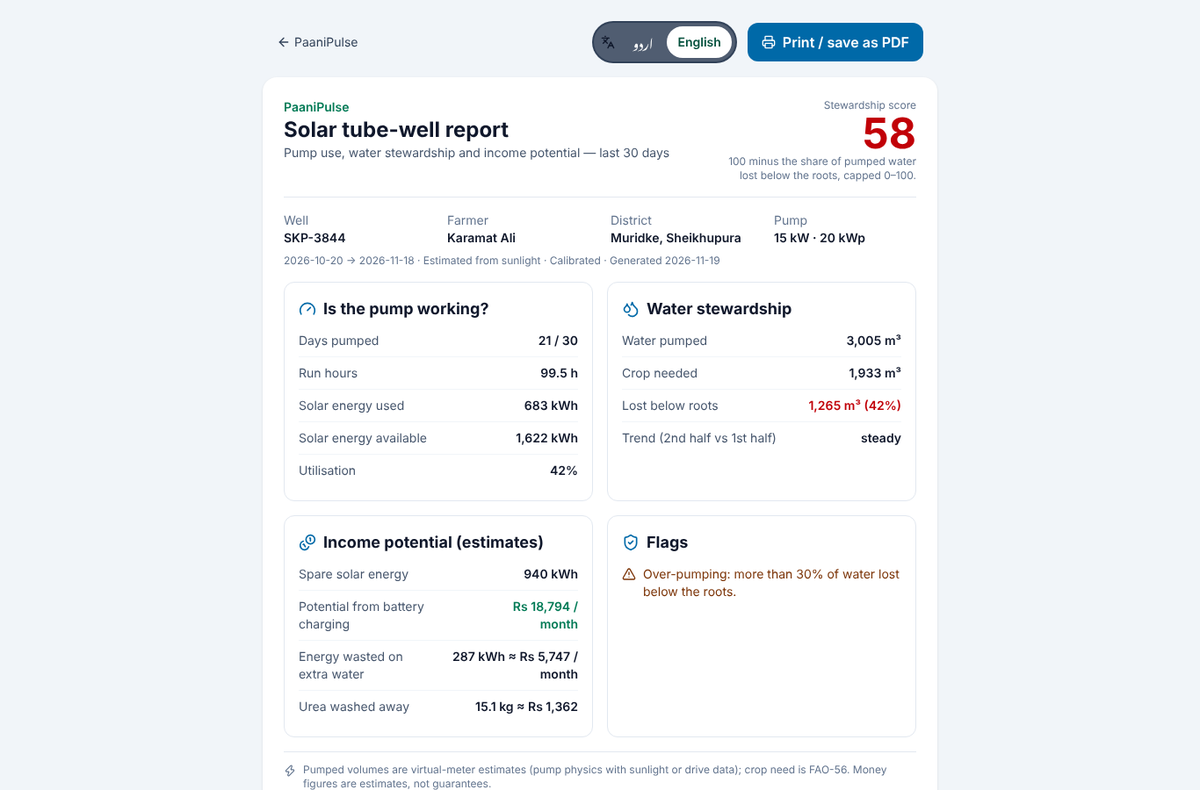 PaaniPulse
اردو
English
Print / save as PDF
PaaniPulse
Solar tube-well report
Pump use, water stewardship and income potential — last 30 days
Stewardship score
58
100 minus the share of pumped water
lost below the roots, capped 0–100.
Well
SKP-3844
Farmer
Karamat Ali
District
Muridke, Sheikhupura
Pump
15 kW · 20 kWp
2026-10-20 → 2026-11-18 · Estimated from sunlight · Calibrated · Generated 2026-11-19
Is the pump working?
Days pumped 21 / 30
Run hours 99.5 h
Solar energy used 683 kWh
Solar energy available 1,622 kWh
Utilisation 42%
Water stewardship
Water pumped 3,005 m³
Crop needed 1,933 m³
Lost below roots 1,265 m³ (42%)
Trend (2nd half vs 1st half) steady
Income potential (estimates)
Spare solar energy 940 kWh
Potential from battery
charging
Rs 18,794 /
month
Energy wasted on
extra water
287 kWh ≈ Rs 5,747 /
month
Urea washed away 15.1 kg ≈ Rs 1,362
Flags
Over-pumping: more than 30% of water lost
below the roots.
Pumped volumes are virtual-meter estimates (pump physics with sunlight or drive data); crop need is FAO-56. Money
figures are estimates, not guarantees.